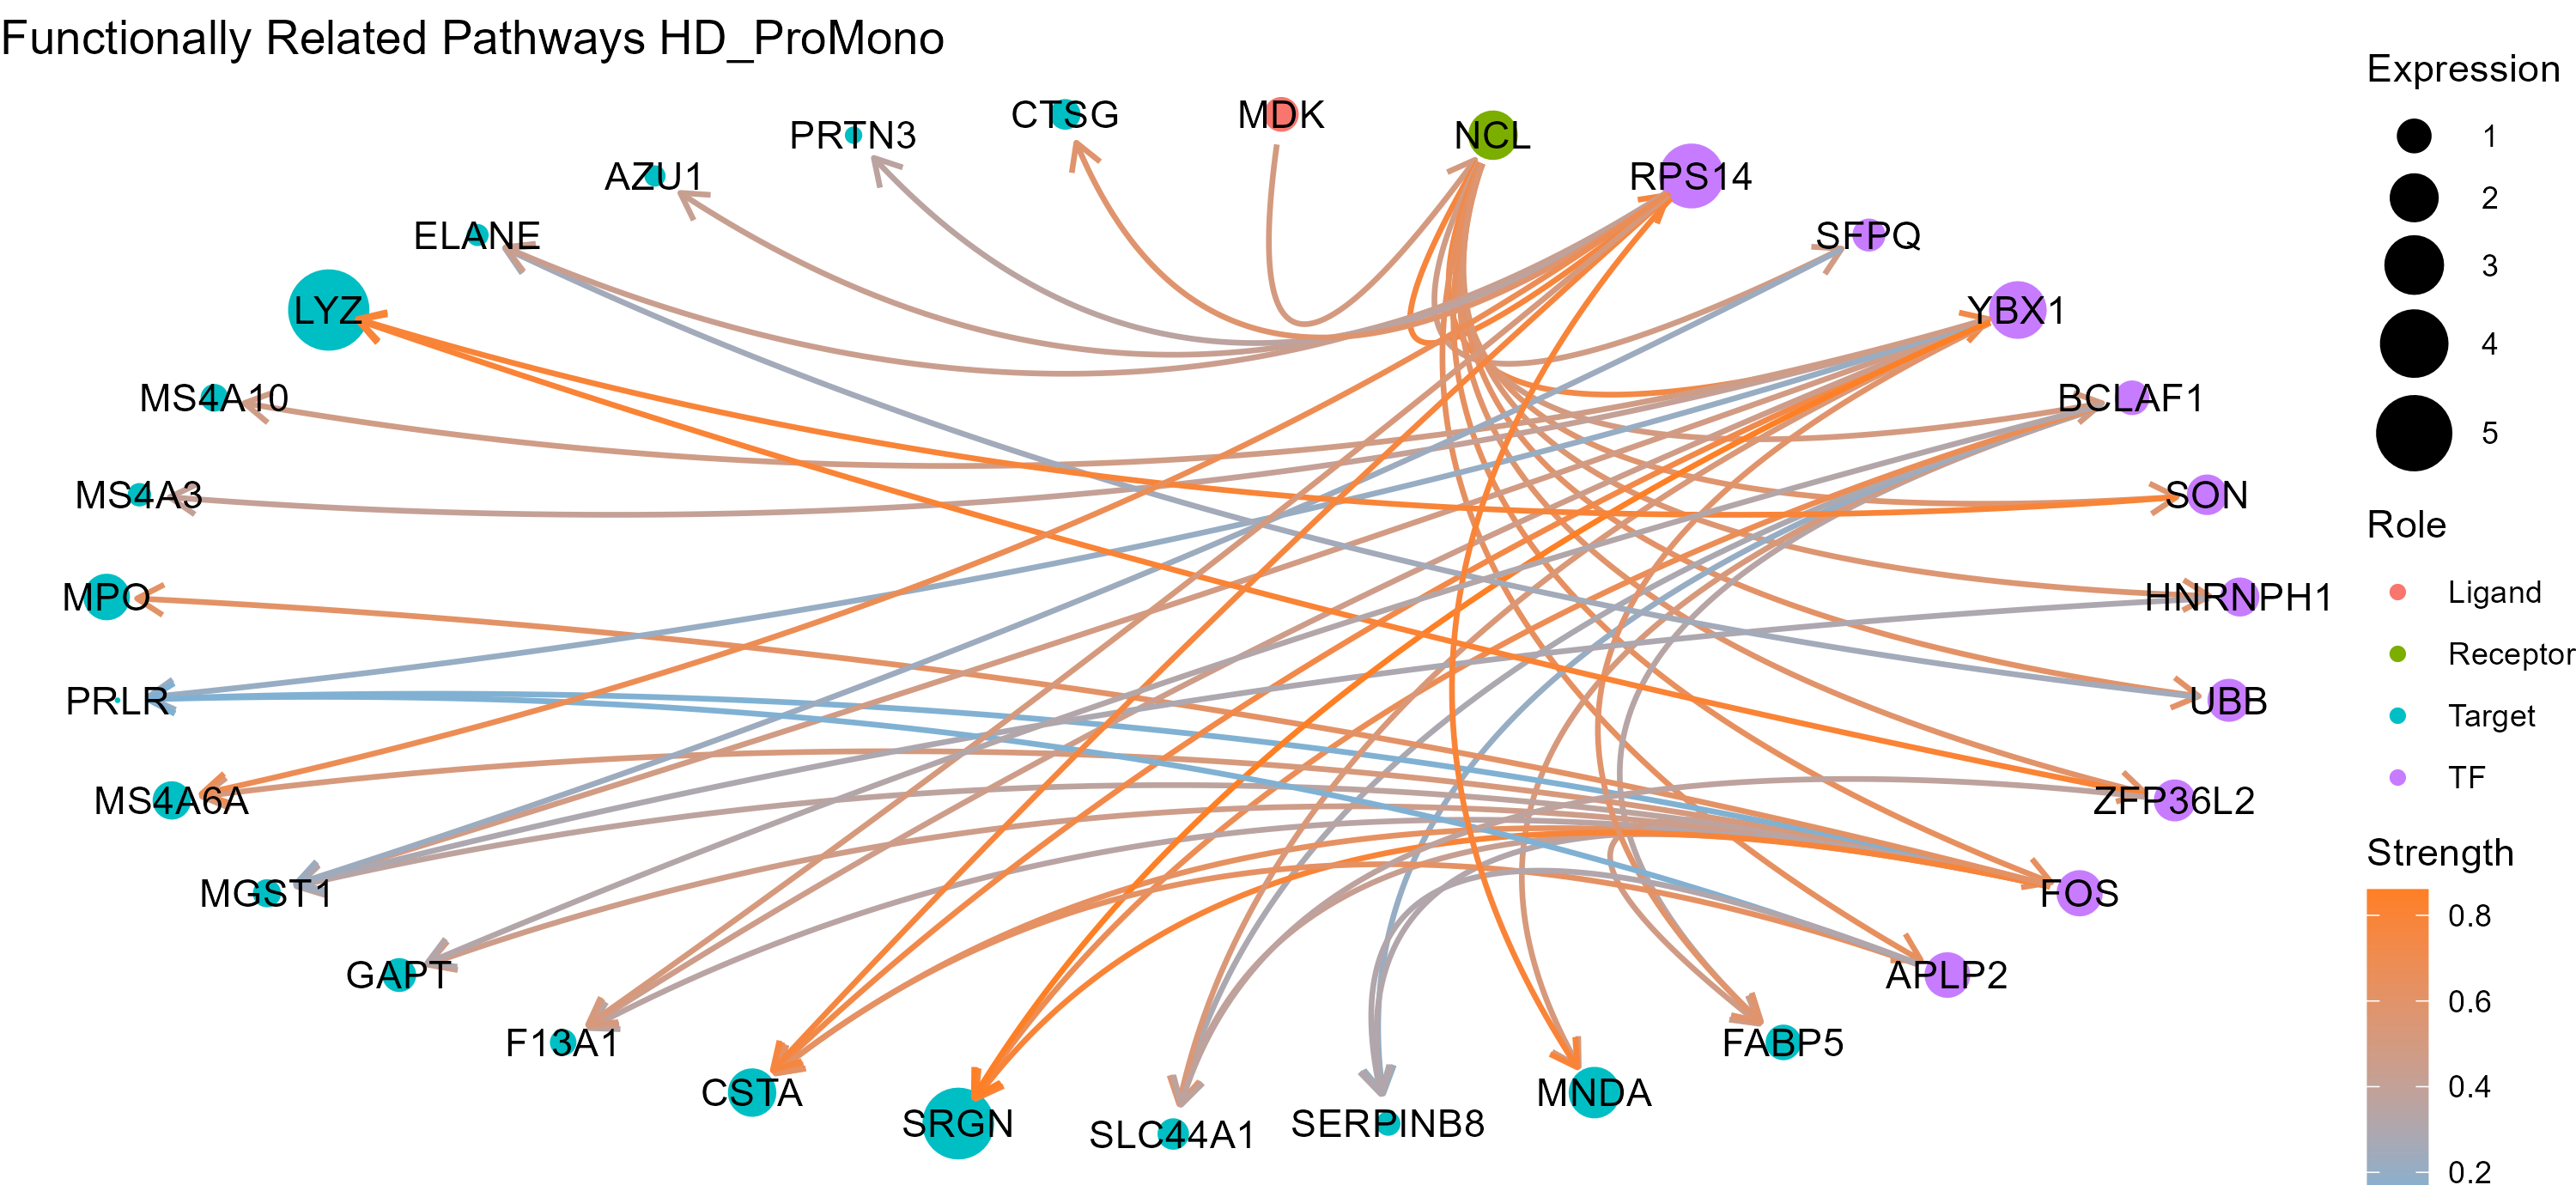 Functionally Related Pathways HD_ProMono
MDK
NCL
RPS14
SFPQ
YBX1
BCLAF1
SON
HNRNPH1
UBB
ZFP36L2
FOS
APLP2
FABP5
MNDA
SERPINB8
SLC44A1
SRGN
CSTA
F13A1
GAPT
MGST1
MS4A6A
PRLR
MPO
MS4A3
MS4A10
LYZ
ELANE
AZU1
PRTN3
CTSG
Expression
1
2
3
4
5
Role
Ligand
Receptor
Target
TF
Strength
0.8
0.6
0.4
0.2